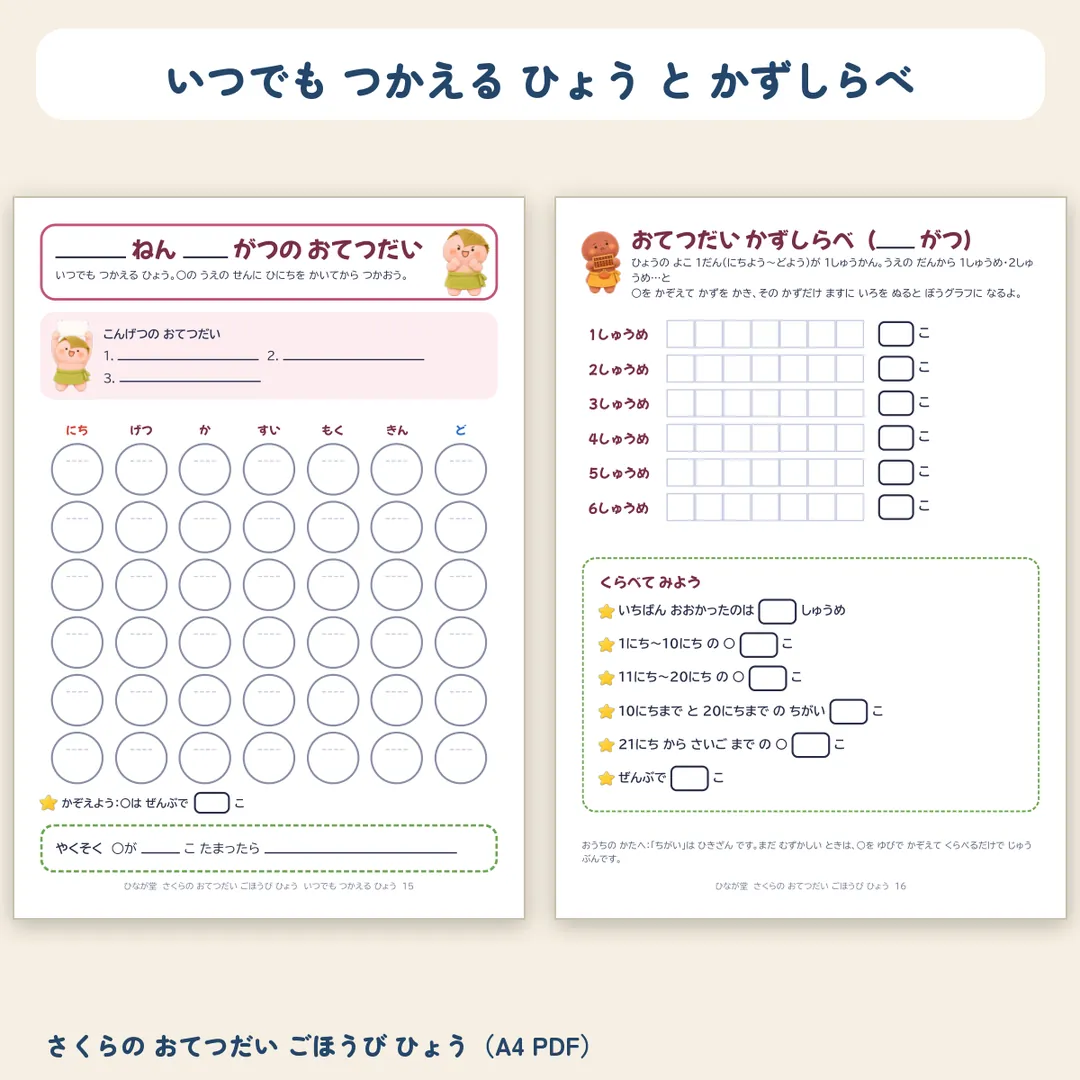 いつでも つかえる ひょう と かずしらべ
____ ねん ___ がつの おてつだい
いつでも つかえる ひょう。〇の うえの せんに ひにちを かいてから つかおう。
こんげつの おてつだい
1. ____ 2. ____
3. ____
にち げつ か すい もく きん ど
かぞえよう:〇は ぜんぶで こ
やくそく 〇が ____ こ たまったら ____
ひなが堂 さくらの おてつだい ごほうび ひょう いつでも つかえる ひょう 15
おてつだい かずしらべ (___ がつ)
ひょうの よこ 1だん(にちよう~どよう)が 1しゅうかん。うえの だんから 1しゅうめ・2しゅ
うめ…と
〇を かぞえて かずを かき、その かずだけ ますに いろを ぬると ぼうグラフに なるよ。
1しゅうめ こ
2しゅうめ こ
3しゅうめ こ
4しゅうめ こ
5しゅうめ こ
6しゅうめ こ
くらべて みよう
いちばん おおかったのは しゅうめ
1にち~10にち の 〇 こ
11にち~20にち の 〇 こ
10にちまで と 20にちまで の ちがい こ
21にち から さいご まで の 〇 こ
ぜんぶで こ
おうちの かたへ:「ちがい」は ひきざん です。まだ むずかしい ときは、〇を ゆびで かぞえて くらべるだけで じゅう
ぶんです。
ひなが堂 さくらの おてつだい ごほうび ひょう 16
さくらの おてつだい ごほうび ひょう（A4 PDF）